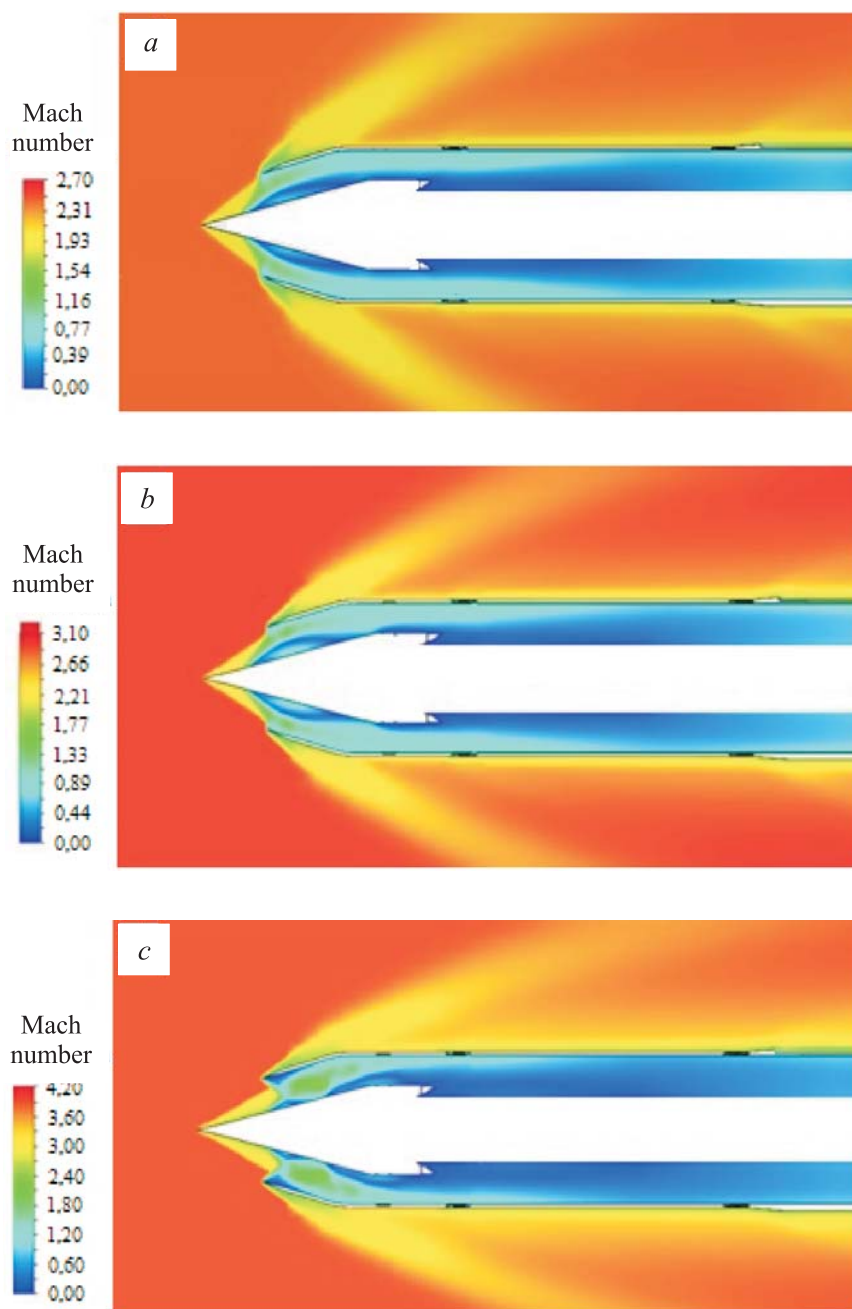 a
Mach
number
2,70
2,31
1,93
1,54
1,16
0,77
0,39
0,00
b
Mach
number
3,10
2,66
2,21
1,77
1,33
0,89
0,44
0,00
c
Mach
number
4,20
3,60
3,00
2,40
1,80
1,20
0,60
0,00